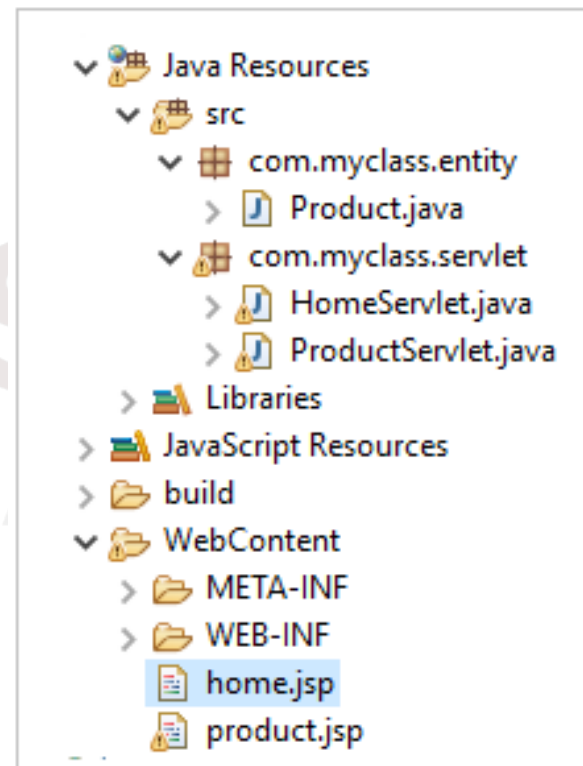 Java Resources
src
com.myclass.entity
Product.java
com.myclass.servlet
HomeServlet.java
ProductServlet.java
Libraries
JavaScript Resources
build
WebContent
META-INF
WEB-INF
home.jsp
product.jsp